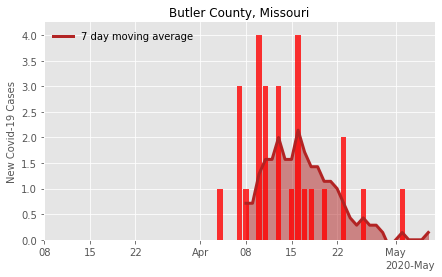 Butler County, Missouri
7 day moving average
New Covid-19 Cases
4.0
3.5
3.0
2.5
2.0
1.5
1.0
0.5
0.0
08 15 22 Apr 08 15 22 May
2020-May